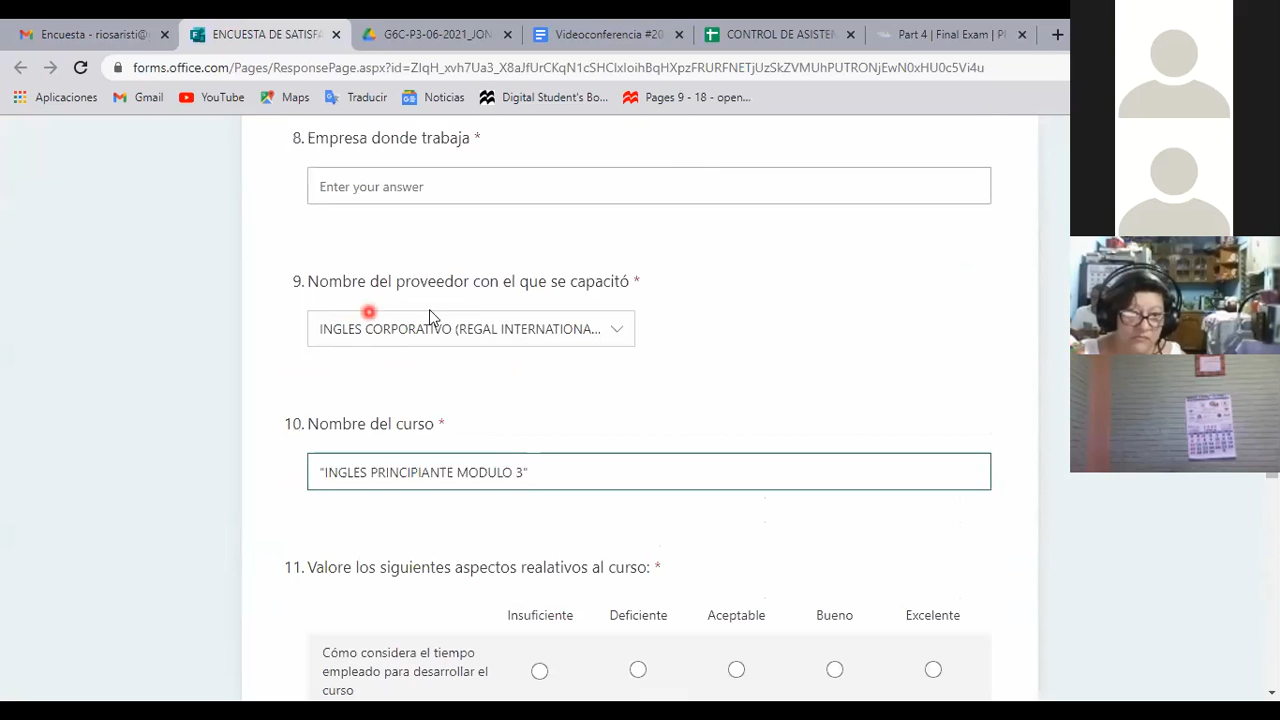 Encuesta - riosaristi@
ENCUESTA DE SATISFA
G6C-P3-06-2021_JON
Videoconferencia #20
CONTROL DE ASISTEN
Part 4 | Final Exam | P
forms.office.com/Pages/ResponsePage.aspx?id=ZIqH_xvh7Ua3_X8aJfUrCKqN1cSHCIxIoihBqHXpzFRURFNETjUzSkZVMUhPUTRONjEwN0xHU0c5Vi4u
Aplicaciones
Gmail
YouTube
Maps
Traducir
Noticias
Digital Student's Bo...
Pages 9 - 18 - open...
8. Empresa donde trabaja *
Enter your answer
9. Nombre del proveedor con el que se capacitó *
INGLES CORPORATIVO (REGAL INTERNATIONA...
10. Nombre del curso *
"INGLES PRINCIPIANTE MODULO 3"
11. Valore los siguientes aspectos realativos al curso: *
Insuficiente Deficiente Aceptable Bueno Excelente
Cómo considera el tiempo
empleado para desarrollar el
curso